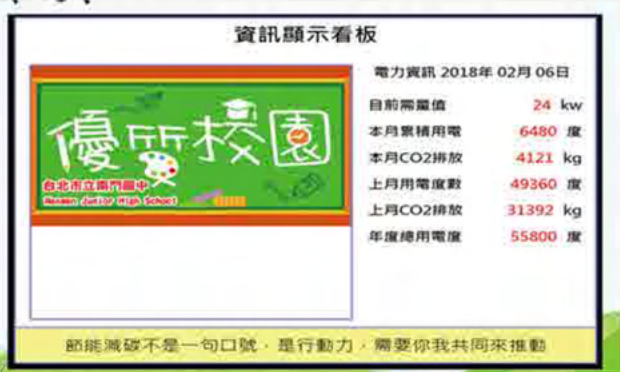 資訊顯示看板
電力資訊 2018年 02月 06日
優質校園
台北市立南門國中
Nanmen Junior High School
目前需量值 24 kw
本月累積用電 6480 度
本月CO2排放 4121 kg
上月用電度數 49360 度
上月CO2排放 31392 kg
年度總用電度 55800 度
節能減碳不是一句口號，是行動力，需要你我共同來推動